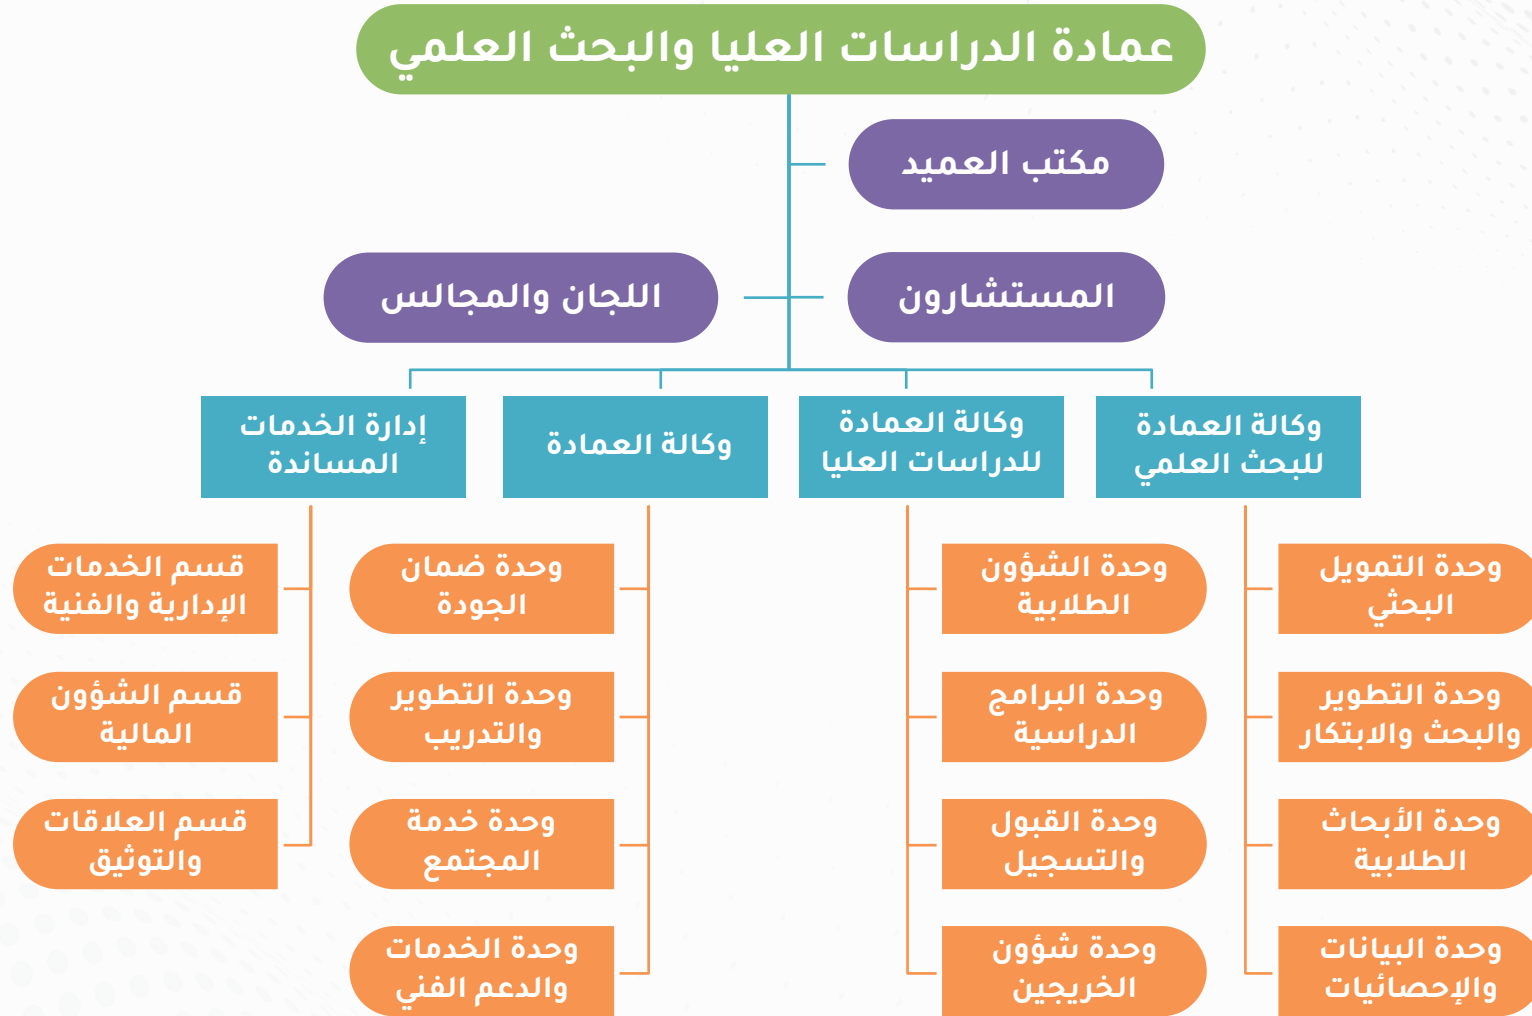 عمادة الدراسات العليا والبحث العلمي
مكتب العميد
المستشارون
اللجان والمجالس
وكالة العمادة
للبحث العلمي
وكالة العمادة
للدراسات العليا
وكالة العمادة
إدارة الخدمات
المساندة
وحدة التمويل
البحثي
وحدة التطوير
والبحث والابتكار
وحدة الأبحاث
الطلابية
وحدة البيانات
والإحصائيات
وحدة الشؤون
الطلابية
وحدة البرامج
الدراسية
وحدة القبول
والتسجيل
وحدة شؤون
الخريجين
وحدة ضمان
الجودة
وحدة التطوير
والتدريب
وحدة خدمة
المجتمع
وحدة الخدمات
والدعم الفني
قسم الخدمات
الإدارية والفنية
قسم الشؤون
المالية
قسم العلاقات
والتوثيق